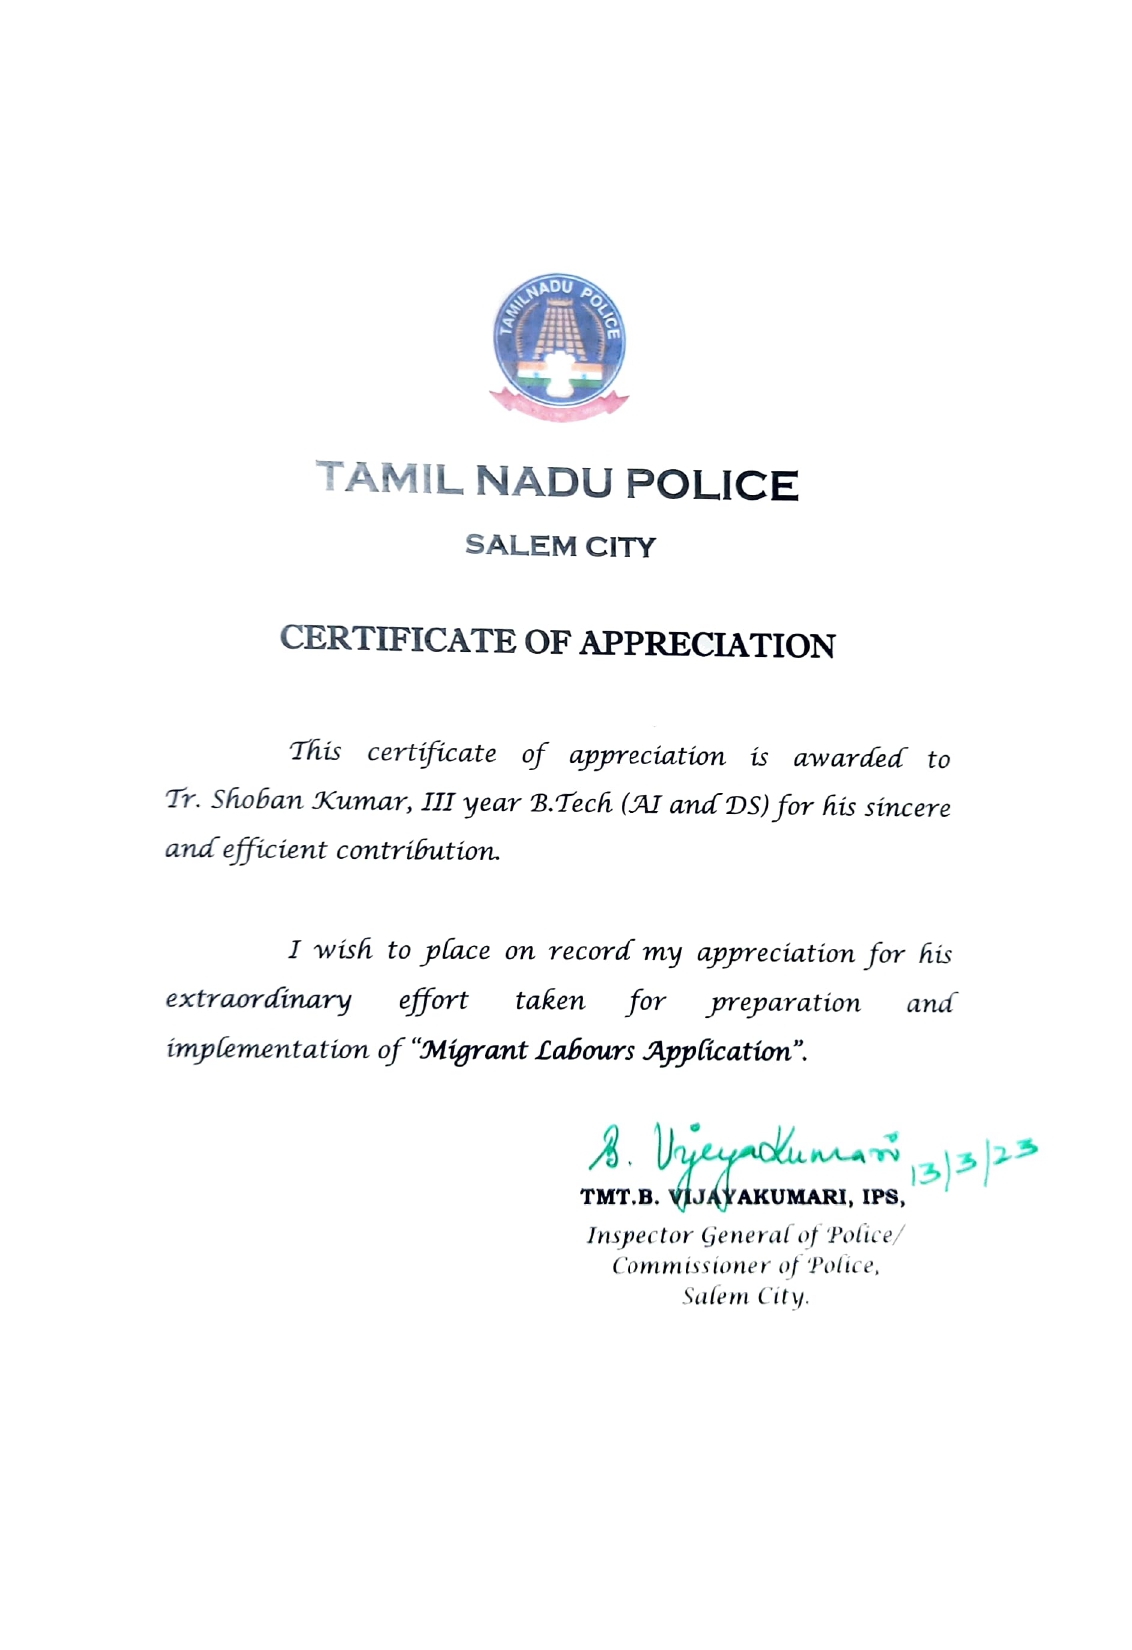 TAMILNADU POLICE
TAMIL NADU POLICE
SALEM CITY
CERTIFICATE OF APPRECIATION
This certificate of appreciation is awarded to
Tr. Shoban Kumar, III year B.Tech (AI and DS) for his sincere
and efficient contribution.
I wish to place on record my appreciation for his
extraordinary effort taken for preparation and
implementation of “Migrant Labours Application”.
B. Vijeyakumari 13/3/23
TMT.B. VIJAYAKUMARI, IPS,
Inspector General of Police/
Commissioner of Police,
Salem City.